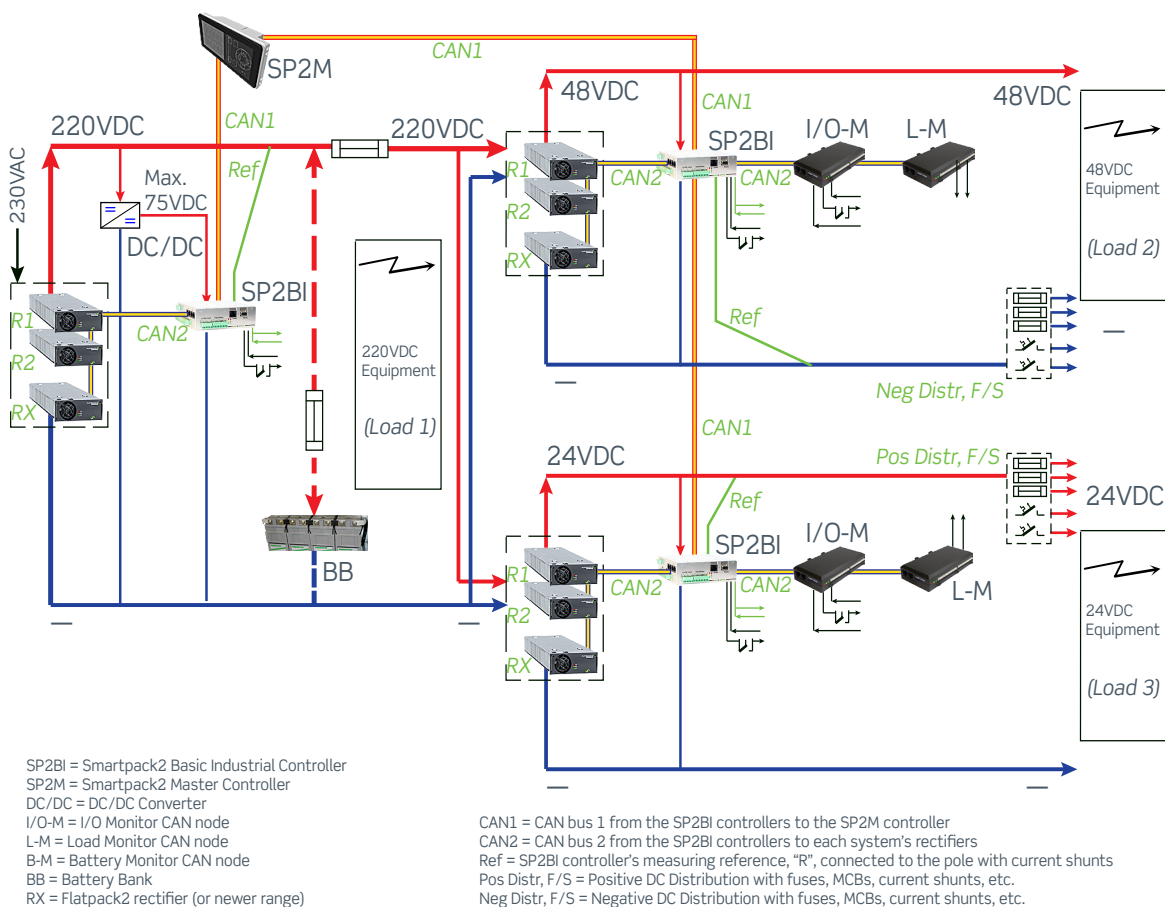 SP2M
CAN1
220VDC
CAN1
Ref
220VDC
230VAC
Max.
75VDC
DC/DC
SP2BI
CAN2
R1
R2
RX
220VDC
Equipment
(Load 1)
BB
—
—
48VDC
48VDC
CAN1
SP2BI
I/O-M
L-M
R1
R2
RX
CAN2
CAN2
Ref
48VDC
Equipment
(Load 2)
—
—
Neg Distr, F/S
CAN1
24VDC
Pos Distr, F/S
Ref
24VDC
SP2BI
I/O-M
L-M
R1
R2
RX
CAN2
CAN2
24VDC
Equipment
(Load 3)
—
—
SP2BI = Smartpack2 Basic Industrial Controller
SP2M = Smartpack2 Master Controller
DC/DC = DC/DC Converter
I/O-M = I/O Monitor CAN node
L-M = Load Monitor CAN node
B-M = Battery Monitor CAN node
BB = Battery Bank
RX = Flatpack2 rectifier (or newer range)
CAN1 = CAN bus 1 from the SP2BI controllers to the SP2M controller
CAN2 = CAN bus 2 from the SP2BI controllers to each system's rectifiers
Ref = SP2BI controller's measuring reference, "R", connected to the pole with current shunts
Pos Distr, F/S = Positive DC Distribution with fuses, MCBs, current shunts, etc.
Neg Distr, F/S = Negative DC Distribution with fuses, MCBs, current shunts, etc.